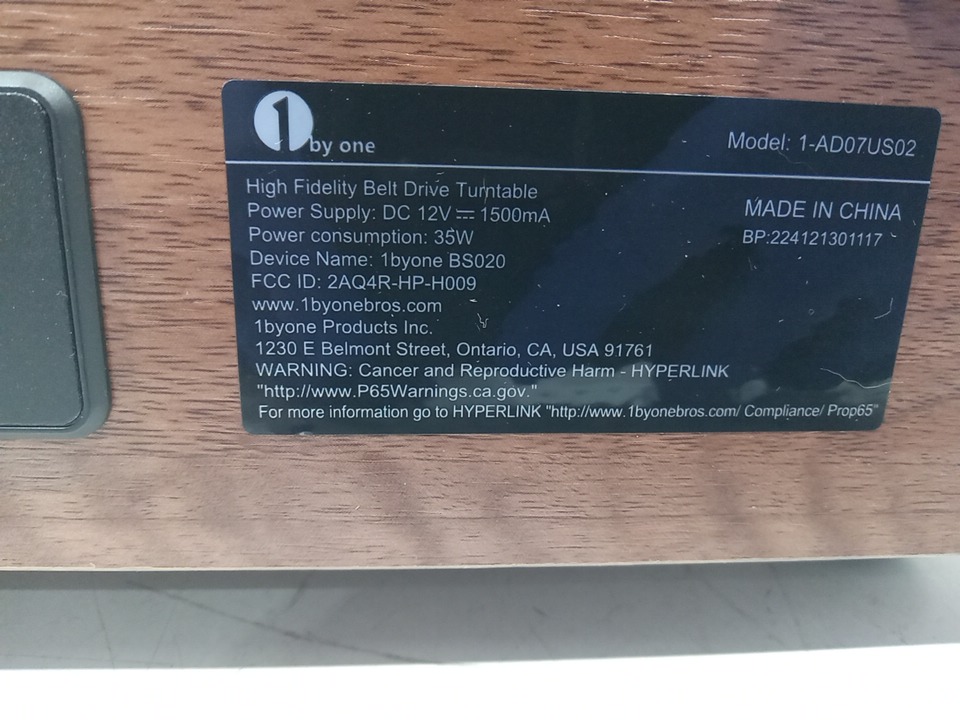 1 by one
Model: 1-AD07US02
High Fidelity Belt Drive Turntable
Power Supply: DC 12V ⎓ 1500mA
MADE IN CHINA
Power consumption: 35W
BP:224121301117
Device Name: 1byone BS020
FCC ID: 2AQ4R-HP-H009
www.1byonebros.com
1byone Products Inc.
1230 E Belmont Street, Ontario, CA, USA 91761
WARNING: Cancer and Reproductive Harm - HYPERLINK
"http://www.P65Warnings.ca.gov."
For more information go to HYPERLINK "http://www.1byonebros.com/ Compliance/ Prop65"